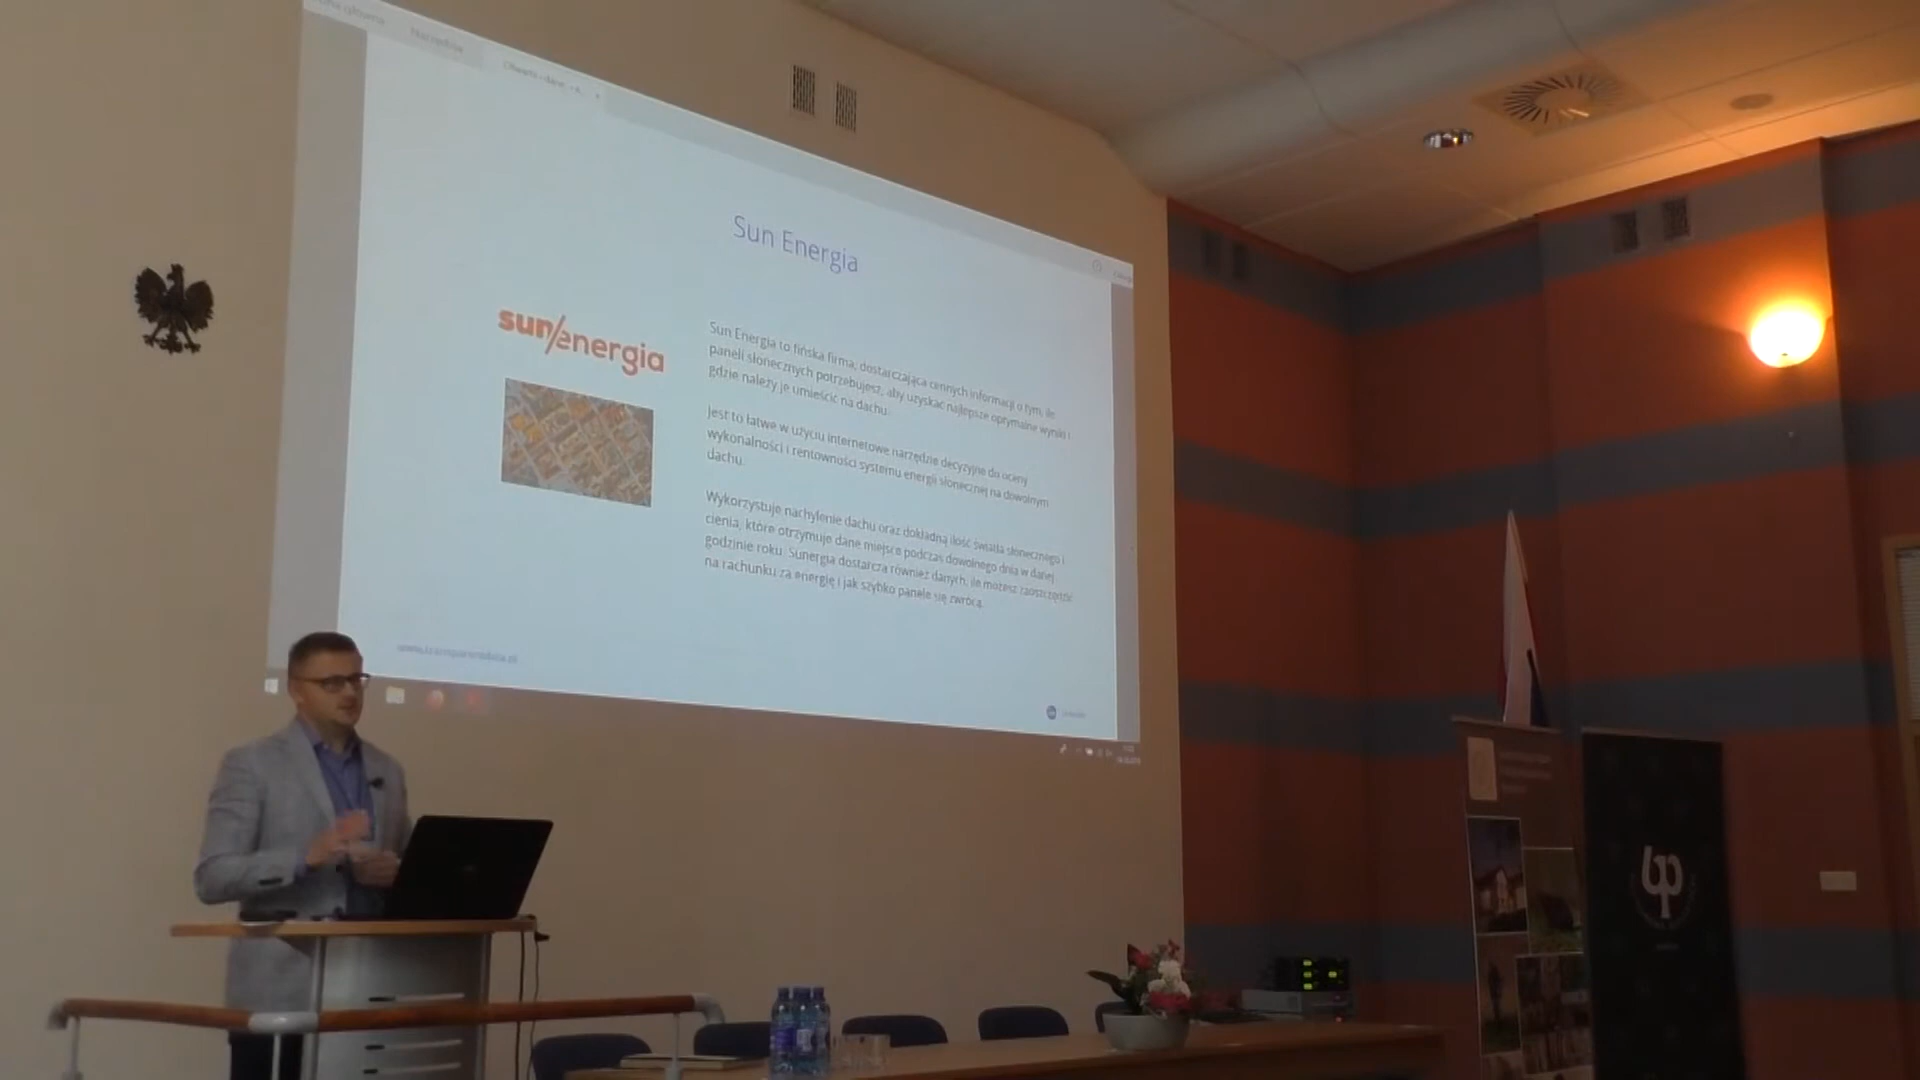 Narzędzia
Sun Energia
sun/energia
Sun Energia to fińska firma, dostarczająca cennych informacji o tym, ile
paneli słonecznych potrzebujesz, aby uzyskać najlepsze optymalne wyniki i
gdzie należy je umieścić na dachu.
Jest to łatwe w użyciu internetowe narzędzie decyzyjne do oceny
wykonalności i rentowności systemu energii słonecznej na dowolnym
dachu.
Wykorzystuje nachylenie dachu oraz dokładną ilość światła słonecznego i
cienia, które otrzymuje dane miejsce podczas dowolnego dnia w danej
godzinie roku. Sunergia dostarcza również danych, ile możesz zaoszczędzić
na rachunku za energię i jak szybko panele się zwrócą.